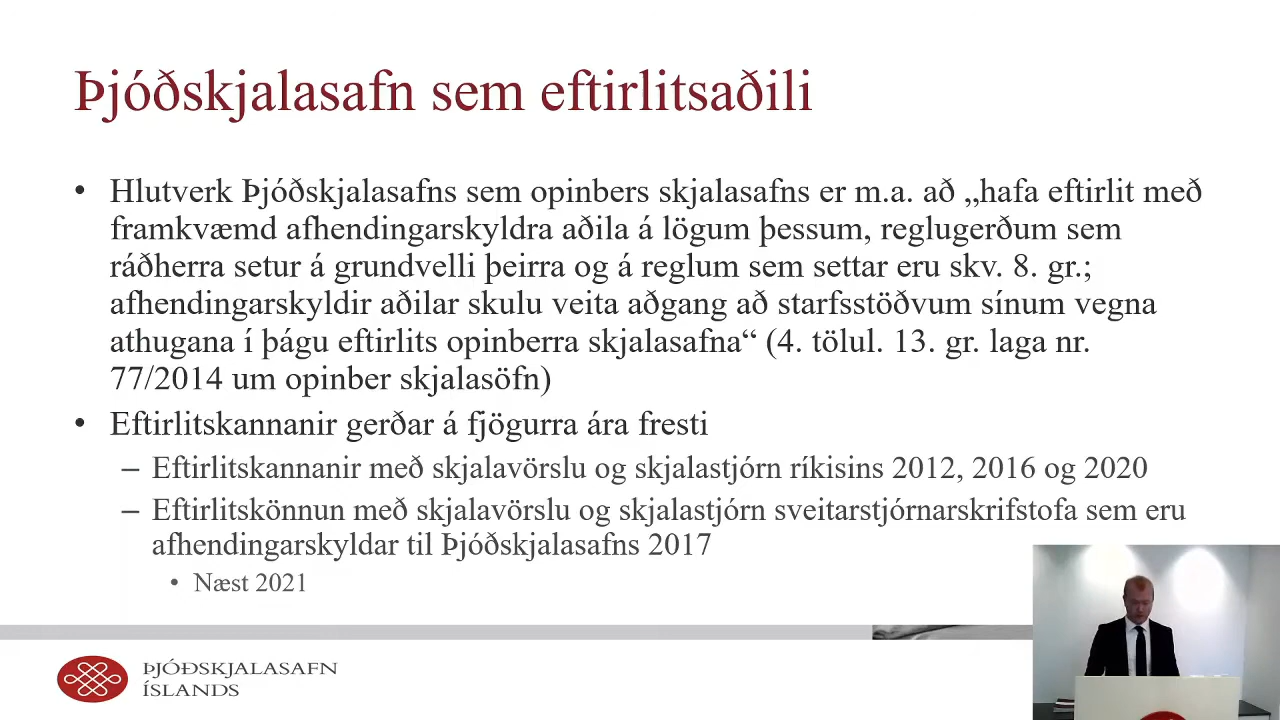 Þjóðskjalasafn sem eftirlitsaðili
• Hlutverk Þjóðskjalasafns sem opinbers skjalasafns er m.a. að „hafa eftirlit með
framkvæmd afhendingarskyldra aðila á lögum þessum, reglugerðum sem
ráðherra setur á grundvelli þeirra og á reglum sem settar eru skv. 8. gr.;
afhendingarskyldir aðilar skulu veita aðgang að starfsstöðvum sínum vegna
athugana í þágu eftirlits opinberra skjalasafna“ (4. tölul. 13. gr. laga nr.
77/2014 um opinber skjalasöfn)
• Eftirlitskannanir gerðar á fjögurra ára fresti
– Eftirlitskannanir með skjalavörslu og skjalastjórn ríkisins 2012, 2016 og 2020
– Eftirlitskönnun með skjalavörslu og skjalastjórn sveitarstjórnarskrifstofa sem eru
afhendingarskyldar til Þjóðskjalasafns 2017
• Næst 2021
ÞJÓÐSKJALASAFN
ÍSLANDS